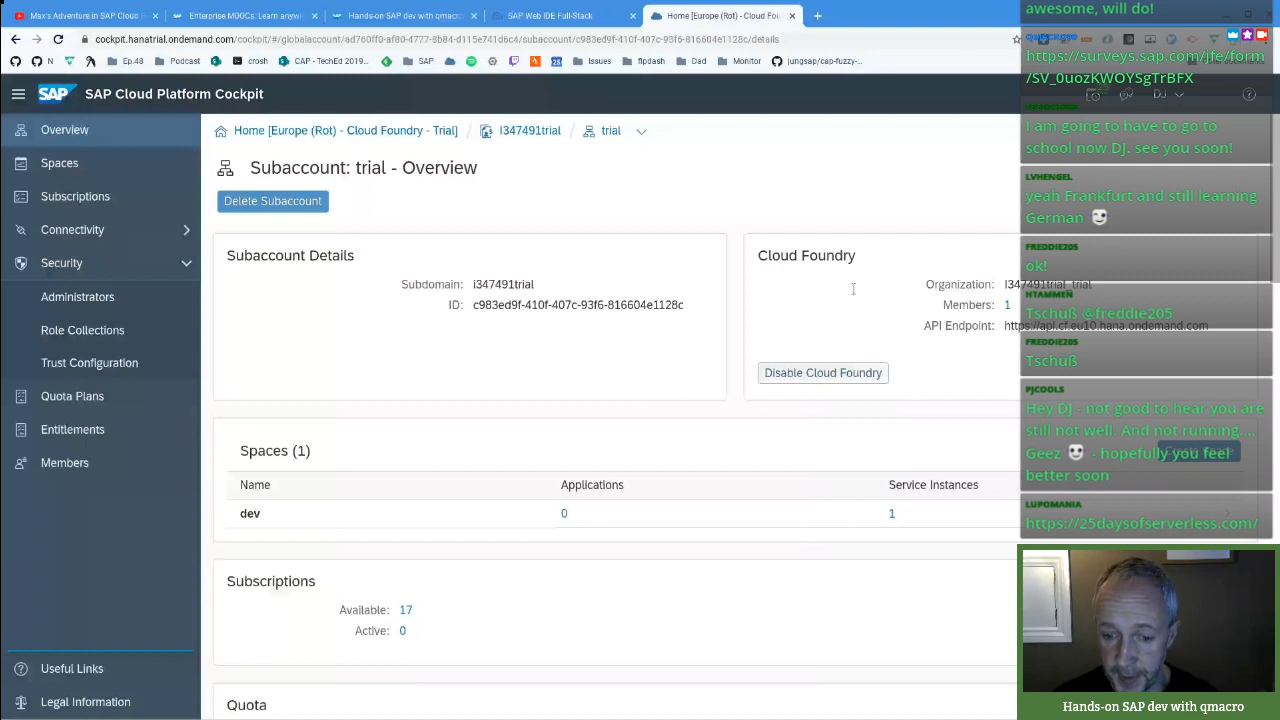 Max's Adventure in SAP Cloud P
Enterprise MOOCs: Learn anyw
Hands-on SAP dev with qmacro
SAP Web IDE Full-Stack
Home [Europe (Rot) - Cloud Fou
cockpit.hanatrial.ondemand.com/cockpit/#/globalaccount/ad760ff0-af80-4777-8b84-d115e741d6c4/subaccount/c983ed9f-410f-407c-93f6-816604e1128c/details
N
Ep.48
Podcast
crosh
CAP - TechEd 2019...
Issues
flpdash
Dad
Monitor
jungsap/cap-fuzzy-...
SAP
SAP Cloud Platform Cockpit
DJ
Overview
Spaces
Subscriptions
Connectivity
Security
Administrators
Role Collections
Trust Configuration
Quota Plans
Entitlements
Members
Useful Links
Legal Information
Home [Europe (Rot) - Cloud Foundry - Trial]
I347491trial
trial
Subaccount: trial - Overview
Delete Subaccount
Subaccount Details
Subdomain: i347491trial
ID: c983ed9f-410f-407c-93f6-816604e1128c
Cloud Foundry
Organization: I347491trial_trial
Members: 1
API Endpoint: https://api.cf.eu10.hana.ondemand.com
Disable Cloud Foundry
Spaces (1)
Create Space
Name Applications Service Instances
dev 0 1
Subscriptions
Available: 17
Active: 0
Quota
awesome, will do!
https://surveys.sap.com/jfe/form
/SV_0uozKWOYSgTrBFX
I am going to have to go to
school now DJ. see you soon!
LVHENGEL
yeah Frankfurt and still learning
German
FREDDIE205
ok!
HTAMMEN
Tschuß @freddie205
FREDDIE205
Tschuß
PJCOOLS
Hey DJ - not good to hear you are
still not well. And not running....
Geez - hopefully you feel
better soon
LUPOMANIA
https://25daysofserverless.com/
Hands-on SAP dev with qmacro